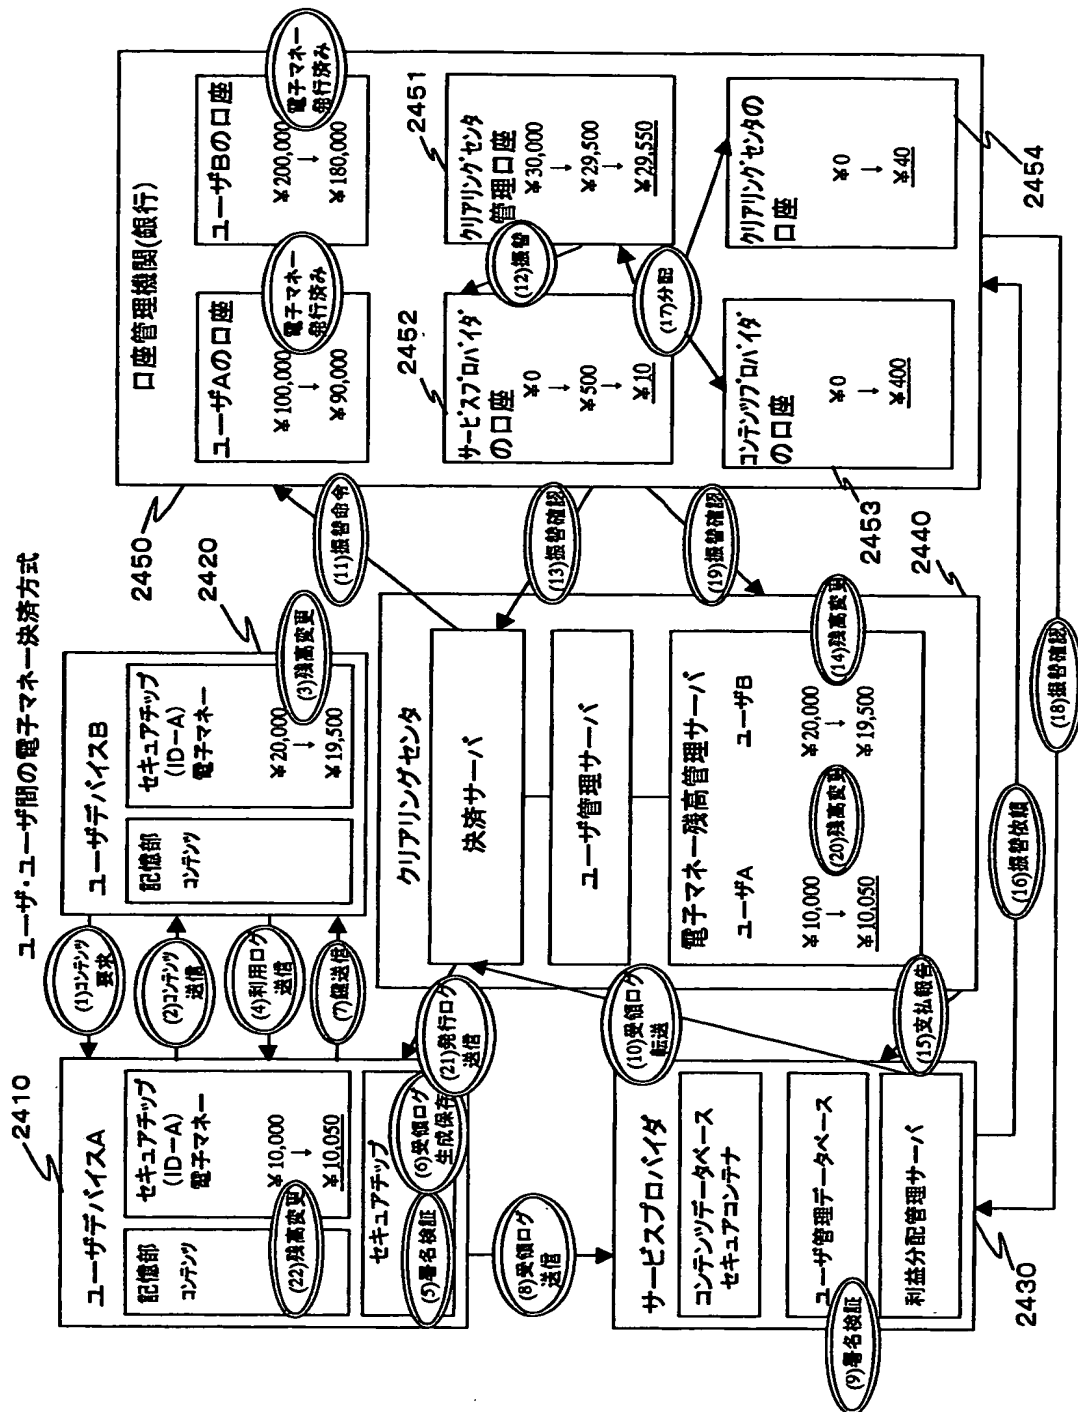 ユーザ・ユーザ間の電子マネー決済方式
2410
ユーザデバイスA
記憶部
コンテンツ
セキュアチップ
(ID-A)
電子マネー
¥10,000
→
¥10,050
(22)残高変更
セキュアチップ
(5)署名検証
(6)受領ログ
生成保存
(1)コンテンツ
要求
(2)コンテンツ
送信
(4)利用ログ
送信
(7)鍵送信
2420
ユーザデバイスB
記憶部
コンテンツ
セキュアチップ
(ID-A)
電子マネー
¥20,000
→
¥19,500
(3)残高変更
(21)発行ログ
送信
(8)受領ログ
送信
(10)受領ログ
転送
(11)振替命令
(13)振替確認
(19)振替確認
2440
クリアリングセンタ
決済サーバ
ユーザ管理サーバ
電子マネー残高管理サーバ
ユーザA
¥10,000
→
¥10,050
(20)残高変更
ユーザB
¥20,000
→
¥19,500
(14)残高変更
(15)支払報告
サービスプロバイダ
コンテンツデータベース
セキュアコンテナ
ユーザ管理データベース
利益分配管理サーバ
(9)署名検証
2430
(16)振替依頼
(18)振替確認
2450
口座管理機関(銀行)
ユーザAの口座
¥100,000
→
¥90,000
電子マネー
発行済み
ユーザBの口座
¥200,000
→
¥180,000
電子マネー
発行済み
2452
サービスプロバイダ
の口座
¥0
→
¥500
→
¥10
(12)振替
2451
クリアリングセンタ
管理口座
¥30,000
→
¥29,500
→
¥29,550
(17)分配
2453
コンテンツプロバイダ
の口座
¥0
→
¥400
クリアリングセンタの
口座
¥0
→
¥40
2454